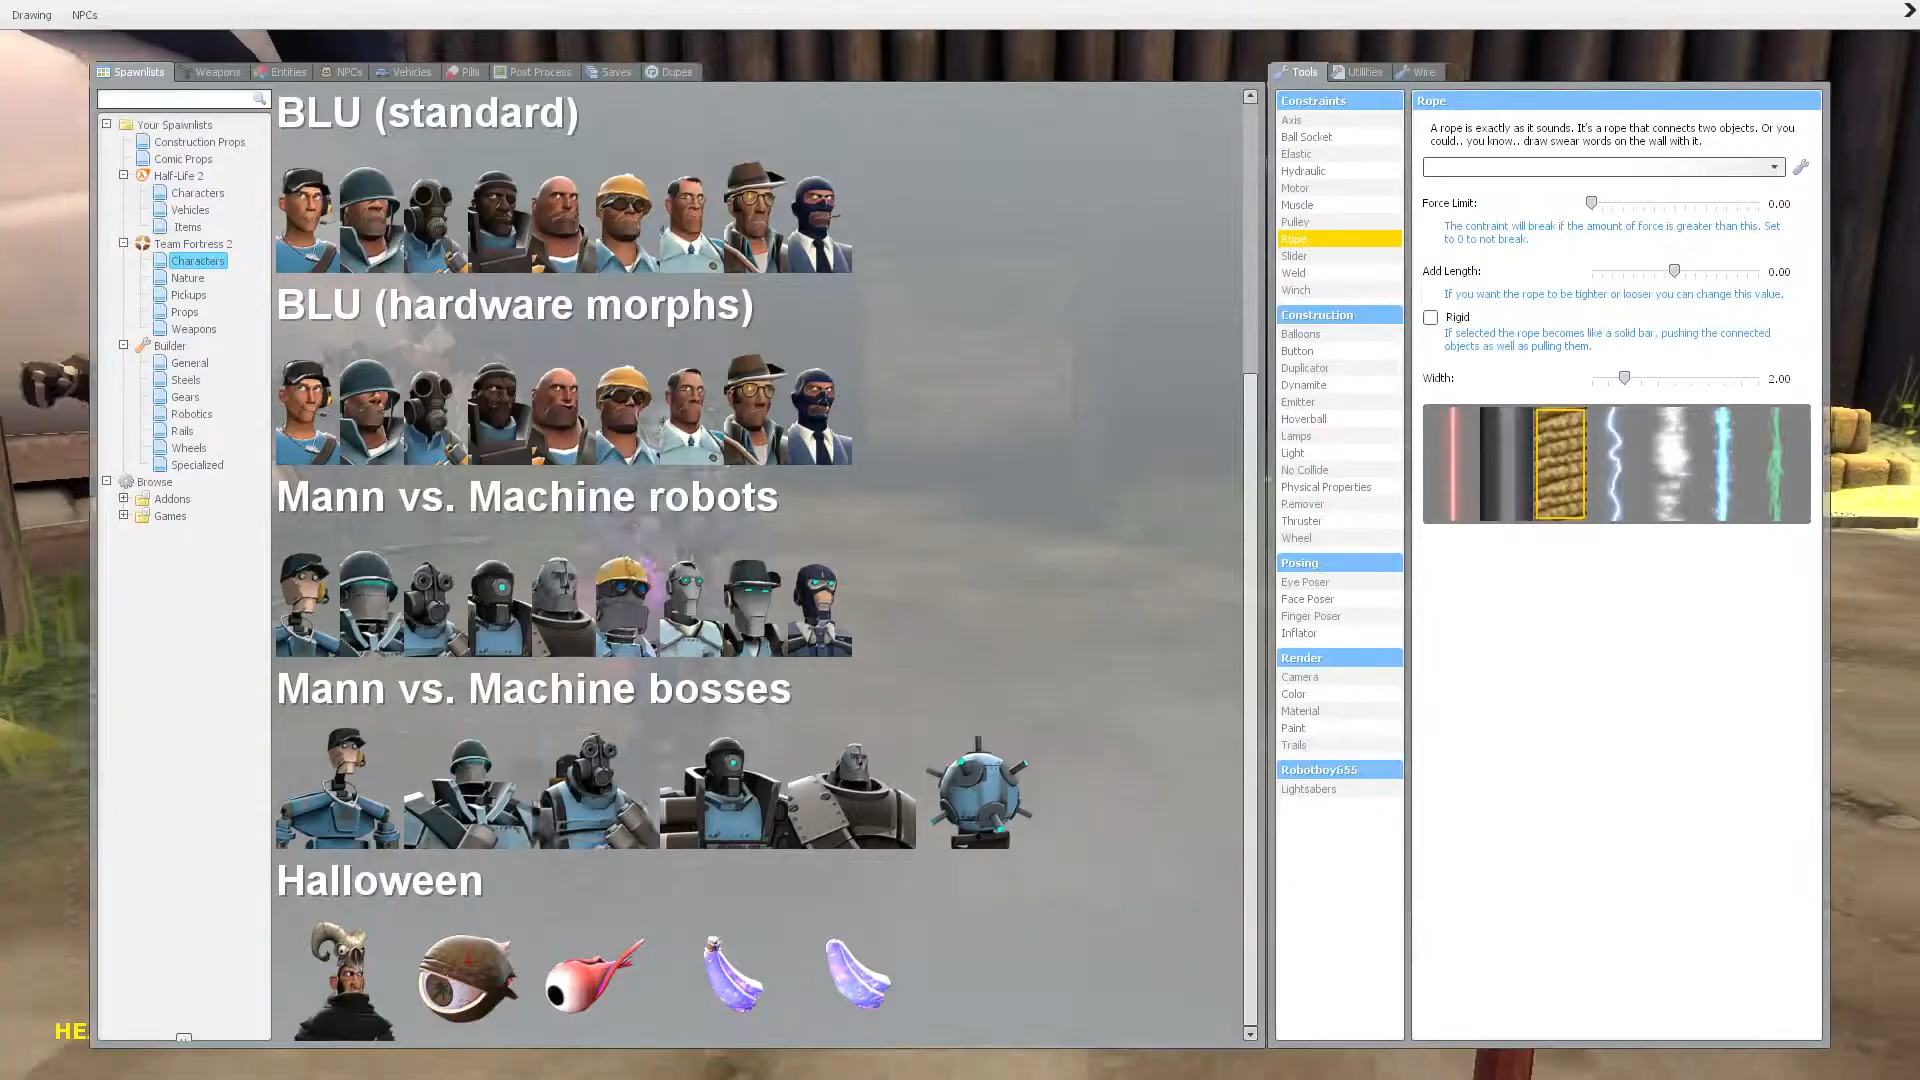 Drawing NPCs
Spawnlists Weapons Entities NPCs Vehicles Pills Post Process Saves Dupes
Your Spawnlists
Construction Props
Comic Props
Half-Life 2
Characters
Vehicles
Items
Team Fortress 2
Characters
Nature
Pickups
Props
Weapons
Builder
General
Steels
Gears
Robotics
Rails
Wheels
Specialized
Browse
Addons
Games
BLU (standard)
BLU (hardware morphs)
Mann vs. Machine robots
Mann vs. Machine bosses
Halloween
Tools Utilities Wire
Constraints
Axis
Ball Socket
Elastic
Hydraulic
Motor
Muscle
Pulley
Rope
Slider
Weld
Winch
Construction
Balloons
Button
Duplicator
Dynamite
Emitter
Hoverball
Lamps
Light
No Collide
Physical Properties
Remover
Thruster
Wheel
Posing
Eye Poser
Face Poser
Finger Poser
Inflator
Render
Camera
Color
Material
Paint
Trails
Robotboy655
Lightsabers
Rope
A rope is exactly as it sounds. It's a rope that connects two objects. Or you
could.. you know.. draw swear words on the wall with it.
Force Limit: 0.00
The contraint will break if the amount of force is greater than this. Set
to 0 to not break.
Add Length: 0.00
If you want the rope to be tighter or looser you can change this value.
Rigid
If selected the rope becomes like a solid bar, pushing the connected
objects as well as pulling them.
Width: 2.00